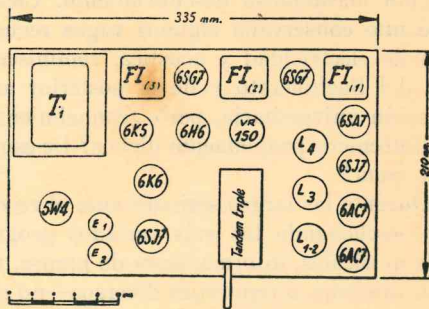 335 mm.
T1
FI (3)
6SG7
FI (2)
6SG7
FI (1)
6K5
6H6
VR 150
6SA7
L4
6SJ7
6K6
L3
5W4
E1
E2
6SJ7
Tandem triple
L1-2
6AC7
6AC7
210 mm.